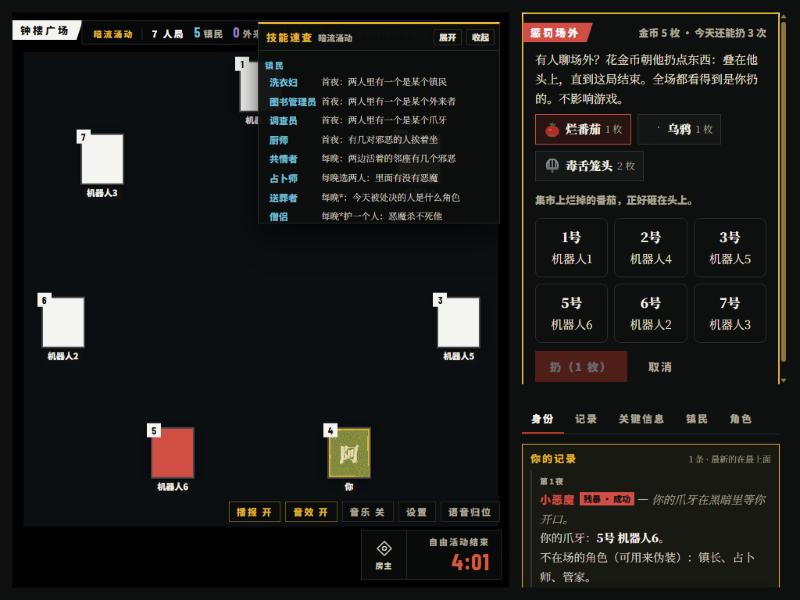 钟楼广场
暗流涌动 7 人局 5 镇民 0 外来
技能速查 暗流涌动 展开 收起
镇民
洗衣妇 首夜：两人里有一个是某个镇民
图书管理员 首夜：两人里有一个是某个外来者
调查员 首夜：两人里有一个是某个爪牙
厨师 首夜：有几对邪恶的人挨着坐
共情者 每晚：两边活着的邻座有几个邪恶
占卜师 每晚选两人：里面有没有恶魔
送葬者 每晚*：今天被处决的人是什么角色
僧侣 每晚*护一个人：恶魔杀不死他
1
机器
7
机器人3
6
机器人2
3
机器人5
5
机器人6
4
阿
你
播报 开 音效 开 音乐 关 设置 语音归位
房主
自由活动结束
4:01
惩罚场外 金币 5 枚 · 今天还能扔 3 次
有人聊场外？花金币朝他扔点东西：叠在他
头上，直到这局结束。全场都看得到是你扔
的。不影响游戏。
烂番茄 1 枚 乌鸦 1 枚
毒舌笼头 2 枚
集市上烂掉的番茄，正好砸在头上。
1号 2号 3号
机器人1 机器人4 机器人5
5号 6号 7号
机器人6 机器人2 机器人3
扔（1 枚） 取消
身份 记录 关键信息 镇民 角色
你的记录 1 条 · 最新的在最上面
第 1 夜
小恶魔 残暴 · 成功 — 你的爪牙在黑暗里等你
开口。
你的爪牙：5号 机器人6。
不在场的角色（可用来伪装）：镇长、占卜
师、管家。